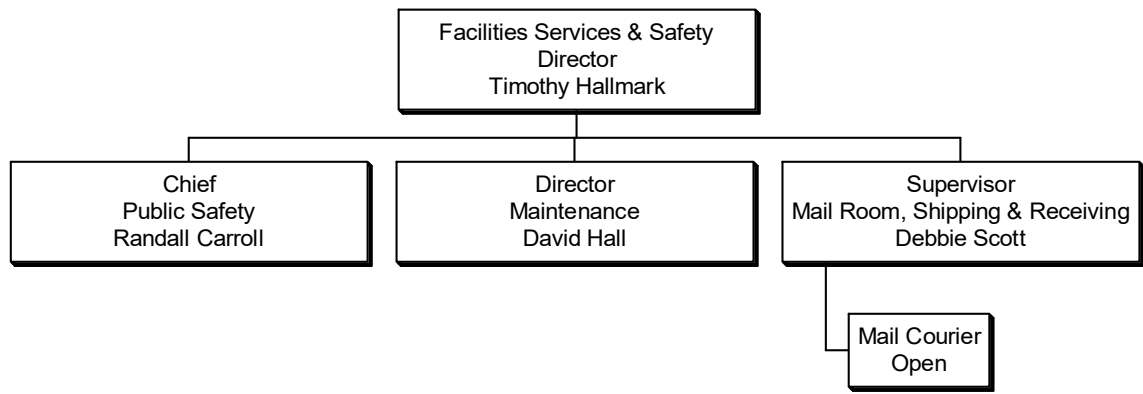 Facilities Services & Safety
Director
Timothy Hallmark
Chief
Public Safety
Randall Carroll
Director
Maintenance
David Hall
Supervisor
Mail Room, Shipping & Receiving
Debbie Scott
Mail Courier
Open